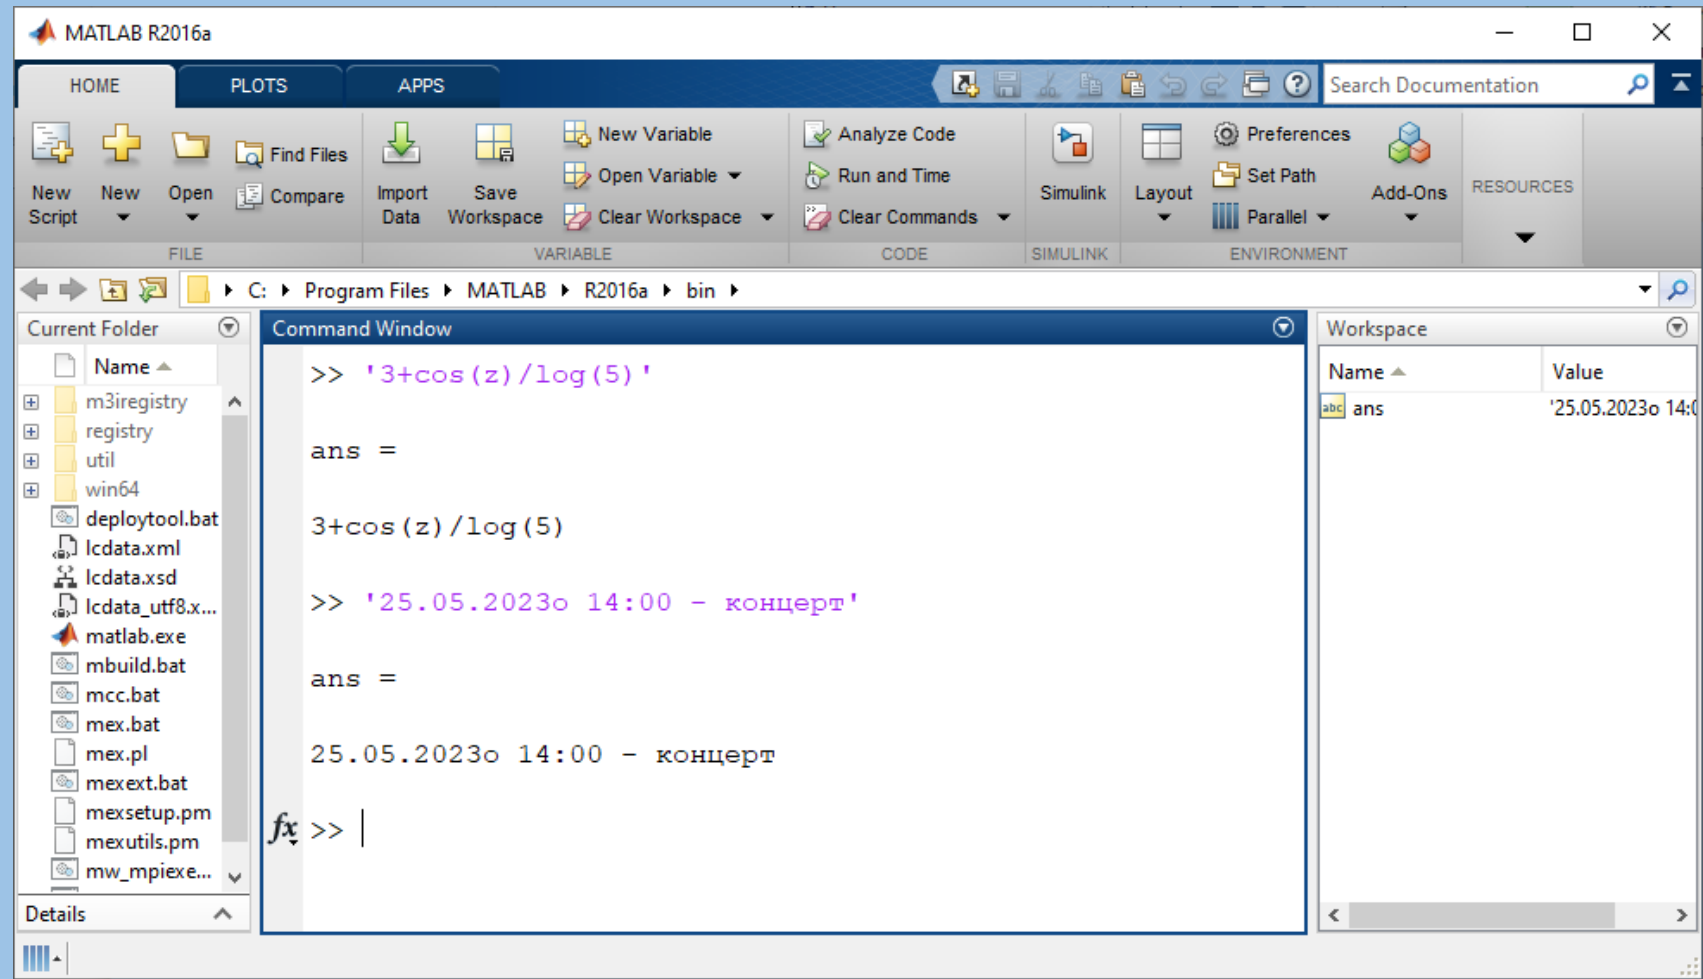 MATLAB R2016a
HOME PLOTS APPS Search Documentation
New Script
New
Open
Find Files
Compare
FILE
Import Data
Save Workspace
New Variable
Open Variable
Clear Workspace
VARIABLE
Analyze Code
Run and Time
Clear Commands
CODE
Simulink
SIMULINK
Layout
Preferences
Set Path
Parallel
Add-Ons
ENVIRONMENT
RESOURCES
C: Program Files MATLAB R2016a bin
Current Folder
Name
m3iregistry
registry
util
win64
deploytool.bat
lcdata.xml
lcdata.xsd
lcdata_utf8.x...
matlab.exe
mbuild.bat
mcc.bat
mex.bat
mex.pl
mexext.bat
mexsetup.pm
mexutils.pm
mw_mpiexe...
Details
Command Window
>> '3+cos(z)/log(5)'
ans =
3+cos(z)/log(5)
>> '25.05.2023о 14:00 - концерт'
ans =
25.05.2023о 14:00 - концерт
fx >>
Workspace
Name Value
abc ans '25.05.2023о 14:0